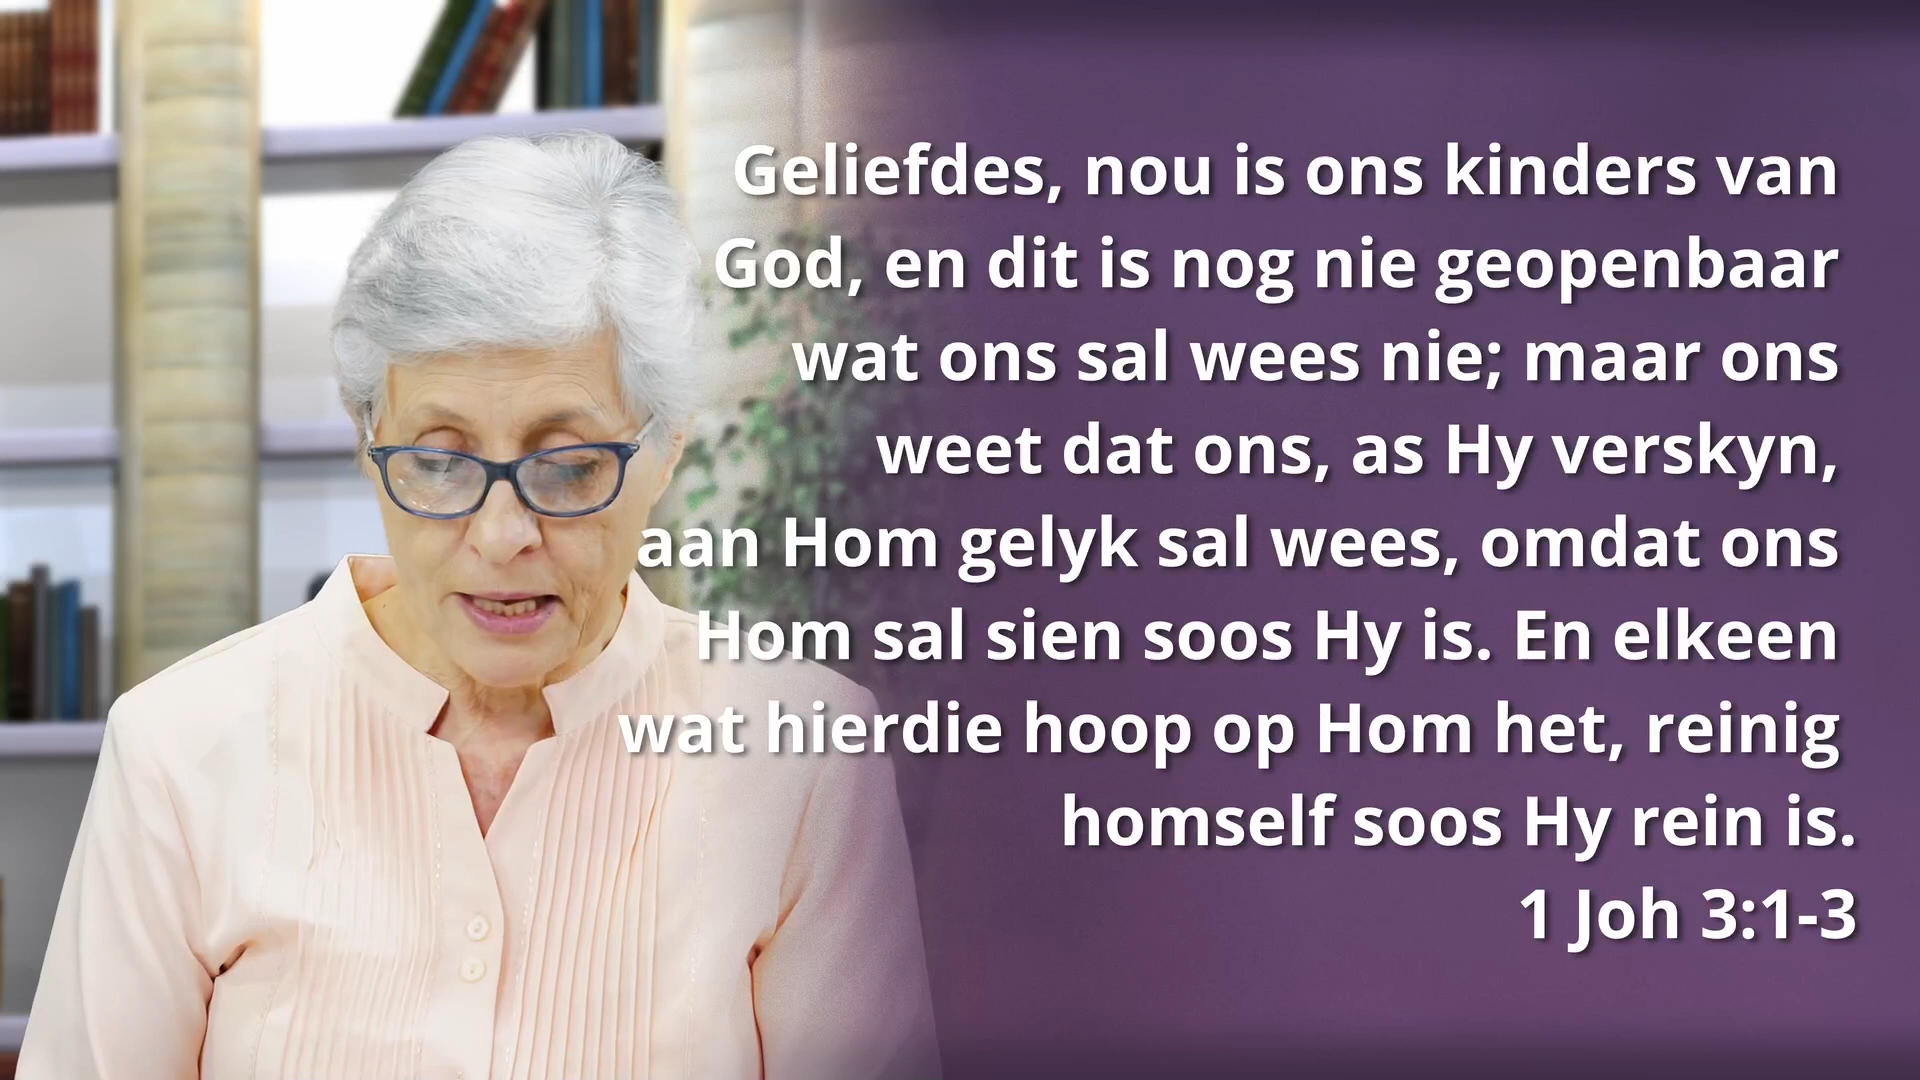 Geliefdes, nou is ons kinders van
God, en dit is nog nie geopenbaar
wat ons sal wees nie; maar ons
weet dat ons, as Hy verskyn,
aan Hom gelyk sal wees, omdat ons
Hom sal sien soos Hy is. En elkeen
wat hierdie hoop op Hom het, reinig
homself soos Hy rein is.
1 Joh 3:1-3